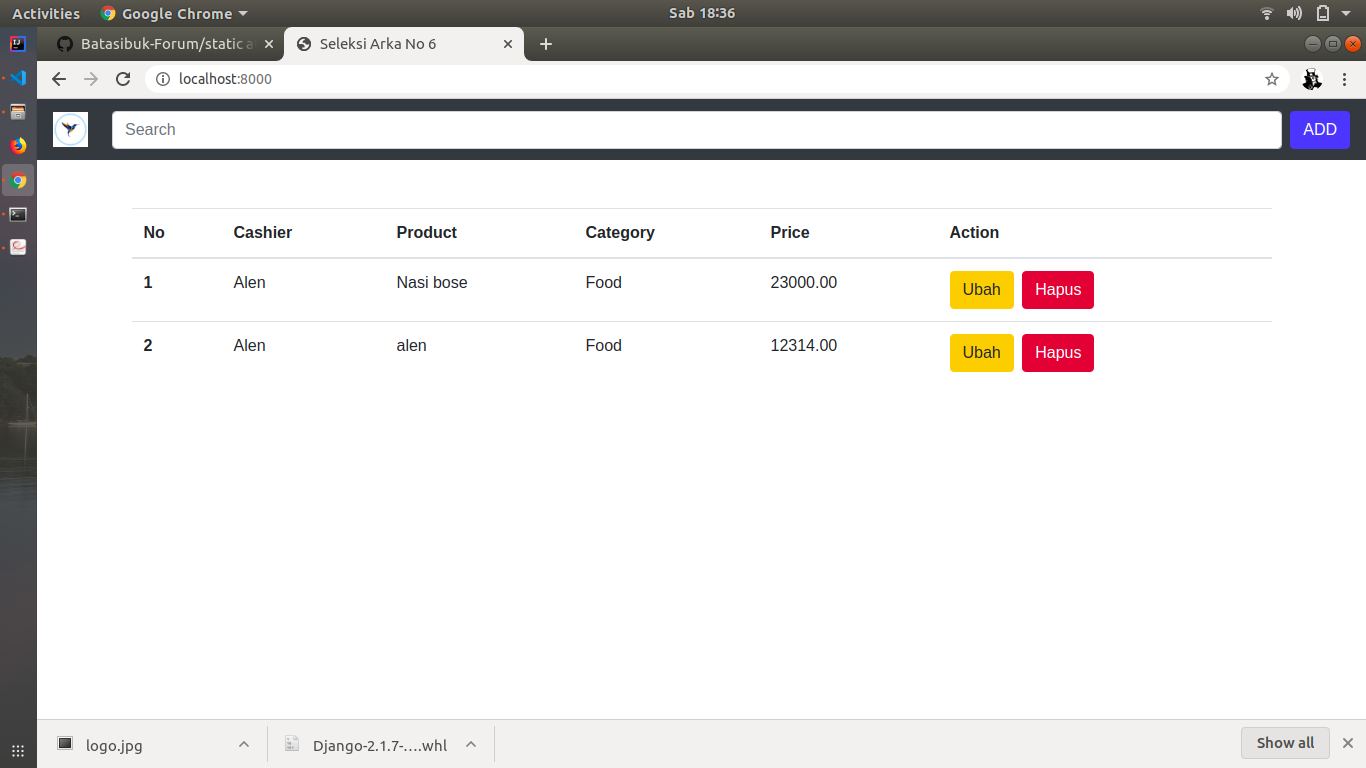 Activities Google Chrome Sab 18:36
Batasibuk-Forum/static a Seleksi Arka No 6
localhost:8000
Search ADD
No Cashier Product Category Price Action
1 Alen Nasi bose Food 23000.00 Ubah Hapus
2 Alen alen Food 12314.00 Ubah Hapus
logo.jpg Django-2.1.7-....whl Show all